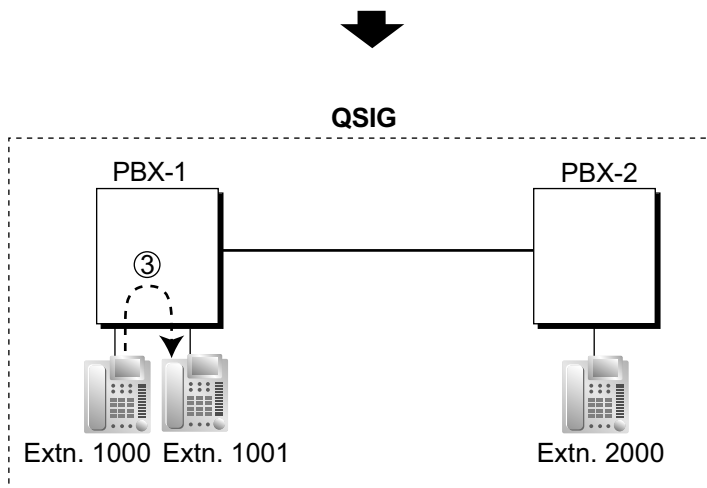 QSIG
PBX-1 PBX-2
③
Extn. 1000 Extn. 1001 Extn. 2000